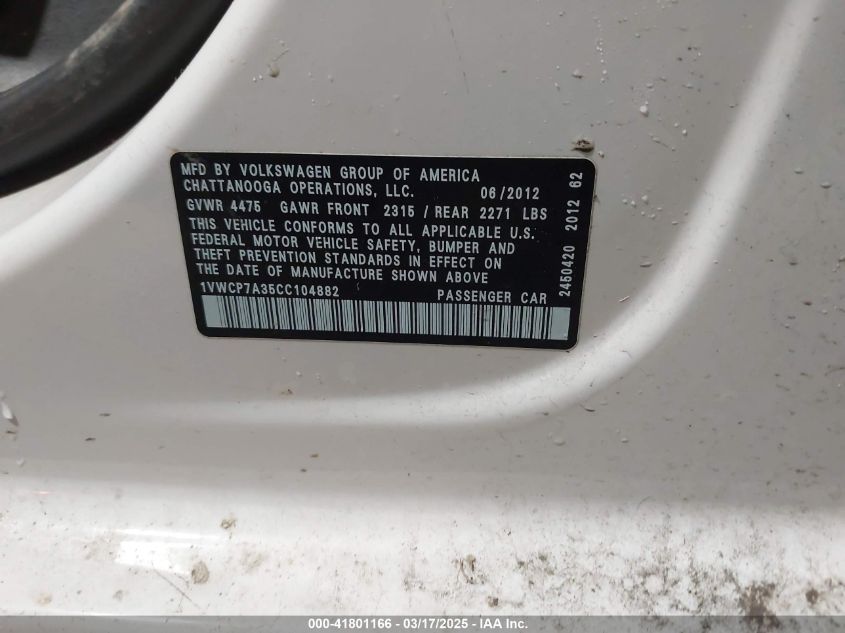 MFD BY VOLKSWAGEN GROUP OF AMERICA
CHATTANOOGA OPERATIONS, LLC. 06/2012
GVWR 4475 GAWR FRONT 2315 / REAR 2271 LBS
THIS VEHICLE CONFORMS TO ALL APPLICABLE U.S.
FEDERAL MOTOR VEHICLE SAFETY, BUMPER AND
THEFT PREVENTION STANDARDS IN EFFECT ON
THE DATE OF MANUFACTURE SHOWN ABOVE
1VWCP7A35CC104882 PASSENGER CAR
2450420 2012 62
000-41801166 - 03/17/2025 - IAA Inc.